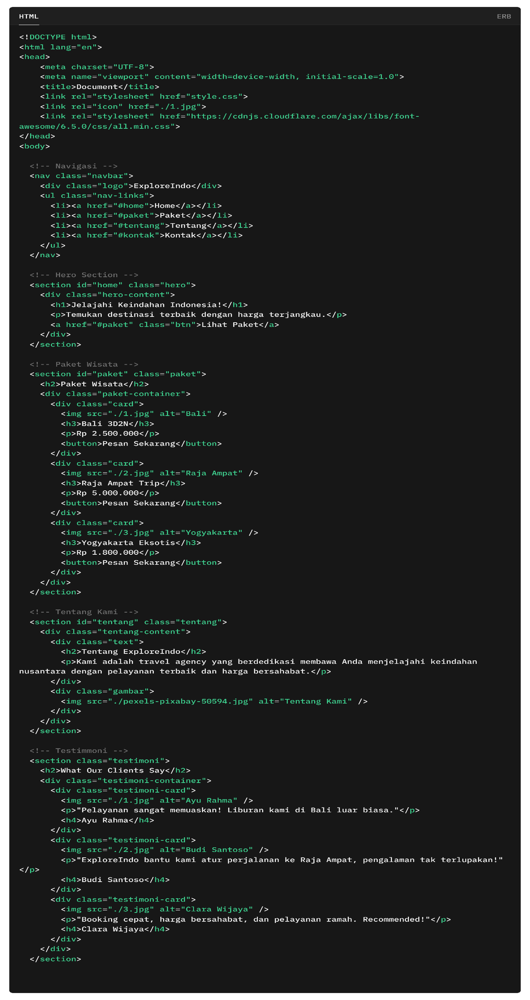 HTML
ERB
<!DOCTYPE html>
<html lang="en">
<head>
    <meta charset="UTF-8">
    <meta name="viewport" content="width=device-width, initial-scale=1.0">
    <title>Document</title>
    <link rel="stylesheet" href="style.css">
    <link rel="icon" href="./1.jpg">
    <link rel="stylesheet" href="https://cdnjs.cloudflare.com/ajax/libs/font-
awesome/6.5.0/css/all.min.css">
</head>
<body>

  <!-- Navigasi -->
  <nav class="navbar">
    <div class="logo">ExploreIndo</div>
    <ul class="nav-links">
      <li><a href="#home">Home</a></li>
      <li><a href="#paket">Paket</a></li>
      <li><a href="#tentang">Tentang</a></li>
      <li><a href="#kontak">Kontak</a></li>
    </ul>
  </nav>

  <!-- Hero Section -->
  <section id="home" class="hero">
    <div class="hero-content">
      <h1>Jelajahi Keindahan Indonesia!</h1>
      <p>Temukan destinasi terbaik dengan harga terjangkau.</p>
      <a href="#paket" class="btn">Lihat Paket</a>
    </div>
  </section>

  <!-- Paket Wisata -->
  <section id="paket" class="paket">
    <h2>Paket Wisata</h2>
    <div class="paket-container">
      <div class="card">
        <img src="./1.jpg" alt="Bali" />
        <h3>Bali 3D2N</h3>
        <p>Rp 2.500.000</p>
        <button>Pesan Sekarang</button>
      </div>
      <div class="card">
        <img src="./2.jpg" alt="Raja Ampat" />
        <h3>Raja Ampat Trip</h3>
        <p>Rp 5.000.000</p>
        <button>Pesan Sekarang</button>
      </div>
      <div class="card">
        <img src="./3.jpg" alt="Yogyakarta" />
        <h3>Yogyakarta Eksotis</h3>
        <p>Rp 1.800.000</p>
        <button>Pesan Sekarang</button>
      </div>
    </div>
  </section>

  <!-- Tentang Kami -->
  <section id="tentang" class="tentang">
    <div class="tentang-content">
      <div class="text">
        <h2>Tentang ExploreIndo</h2>
        <p>Kami adalah travel agency yang berdedikasi membawa Anda menjelajahi keindahan
nusantara dengan pelayanan terbaik dan harga bersahabat.</p>
      </div>
      <div class="gambar">
        <img src="./pexels-pixabay-50594.jpg" alt="Tentang Kami" />
      </div>
    </div>
  </section>

  <!-- Testimmoni -->
  <section class="testimoni">
    <h2>What Our Clients Say</h2>
    <div class="testimoni-container">
      <div class="testimoni-card">
        <img src="./1.jpg" alt="Ayu Rahma" />
        <p>"Pelayanan sangat memuaskan! Liburan kami di Bali luar biasa."</p>
        <h4>Ayu Rahma</h4>
      </div>
      <div class="testimoni-card">
        <img src="./2.jpg" alt="Budi Santoso" />
        <p>"ExploreIndo bantu kami atur perjalanan ke Raja Ampat, pengalaman tak terlupakan!"
</p>
        <h4>Budi Santoso</h4>
      </div>
      <div class="testimoni-card">
        <img src="./3.jpg" alt="Clara Wijaya" />
        <p>"Booking cepat, harga bersahabat, dan pelayanan ramah. Recommended!"</p>
        <h4>Clara Wijaya</h4>
      </div>
    </div>
  </section>